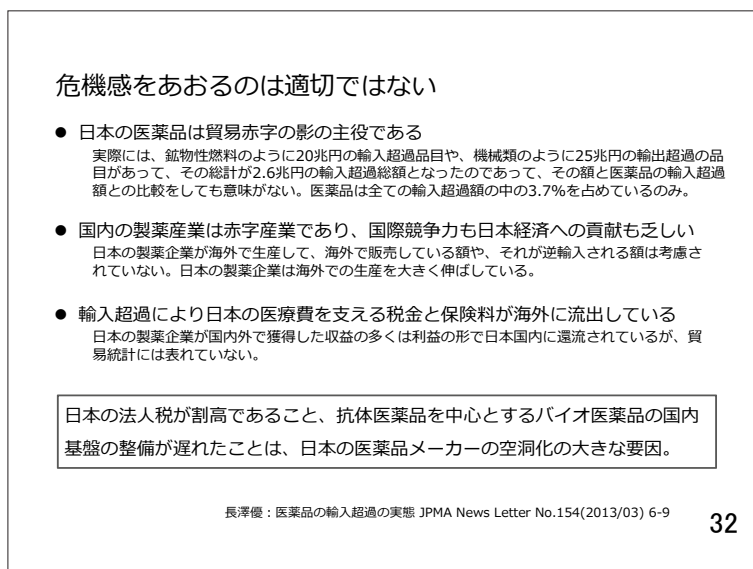 危機感をあおるのは適切ではない
● 日本の医薬品は貿易赤字の影の主役である
実際には、鉱物性燃料のように20兆円の輸入超過品目や、機械類のように25兆円の輸出超過の品
目があって、その総計が2.6兆円の輸入超過総額となったのであって、その額と医薬品の輸入超過
額との比較をしても意味がない。医薬品は全ての輸入超過額の中の3.7%を占めているのみ。
● 国内の製薬産業は赤字産業であり、国際競争力も日本経済への貢献も乏しい
日本の製薬企業が海外で生産して、海外で販売している額や、それが逆輸入される額は考慮さ
れていない。日本の製薬企業は海外での生産を大きく伸ばしている。
● 輸入超過により日本の医療費を支える税金と保険料が海外に流出している
日本の製薬企業が国内外で獲得した収益の多くは利益の形で日本国内に還流されているが、貿
易統計には表れていない。
日本の法人税が割高であること、抗体医薬品を中心とするバイオ医薬品の国内
基盤の整備が遅れたことは、日本の医薬品メーカーの空洞化の大きな要因。
長澤優：医薬品の輸入超過の実態 JPMA News Letter No.154(2013/03) 6-9
32